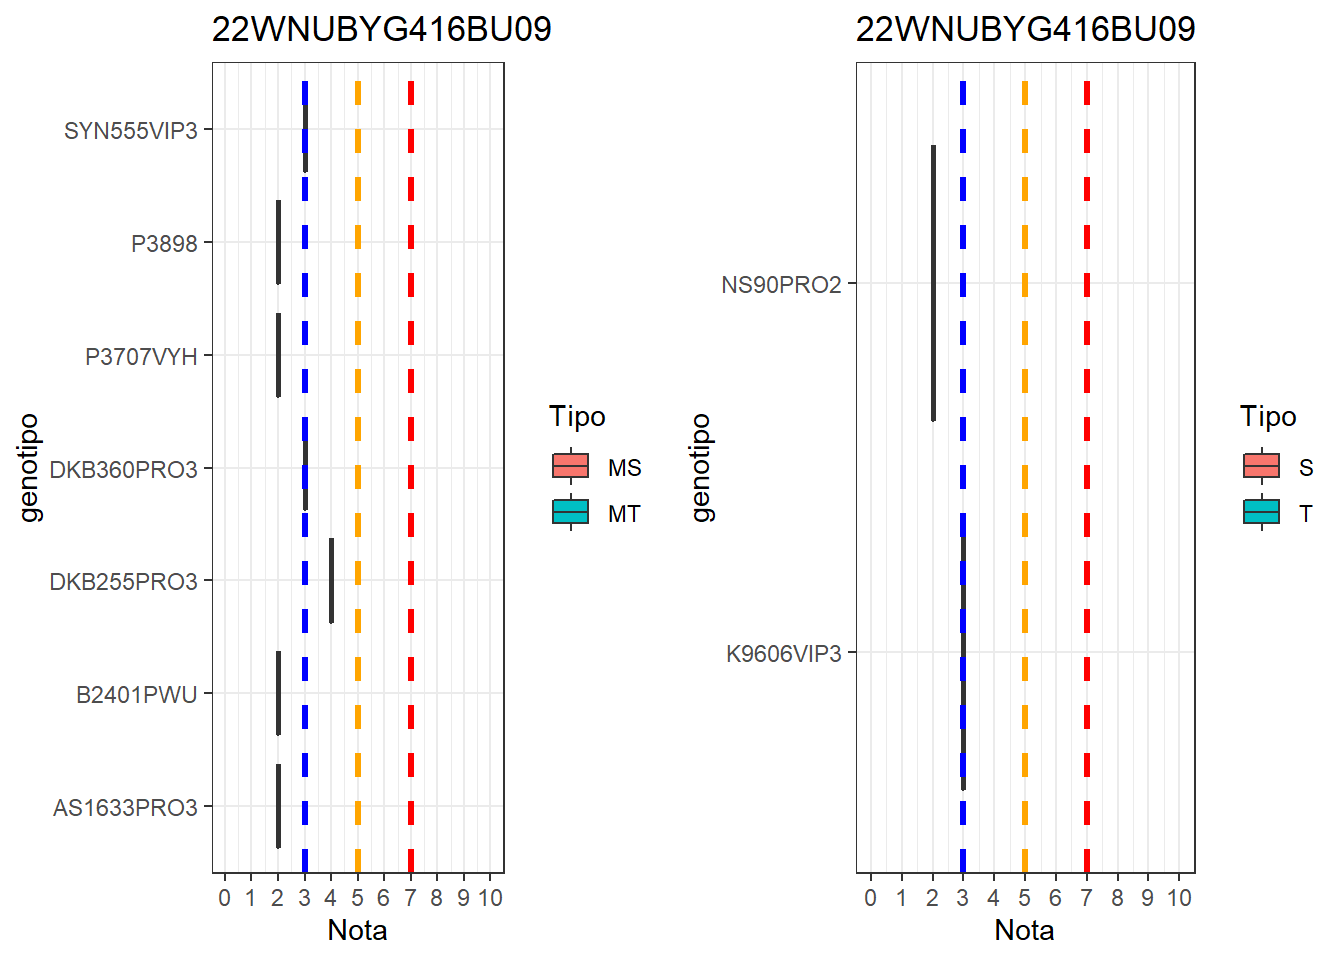 22WNUBYG416BU09
genotipo
SYN555VIP3
P3898
P3707VYH
DKB360PRO3
DKB255PRO3
B2401PWU
AS1633PRO3
0 1 2 3 4 5 6 7 8 9 10
Nota
Tipo
MS
MT
22WNUBYG416BU09
genotipo
NS90PRO2
K9606VIP3
0 1 2 3 4 5 6 7 8 9 10
Nota
Tipo
S
T